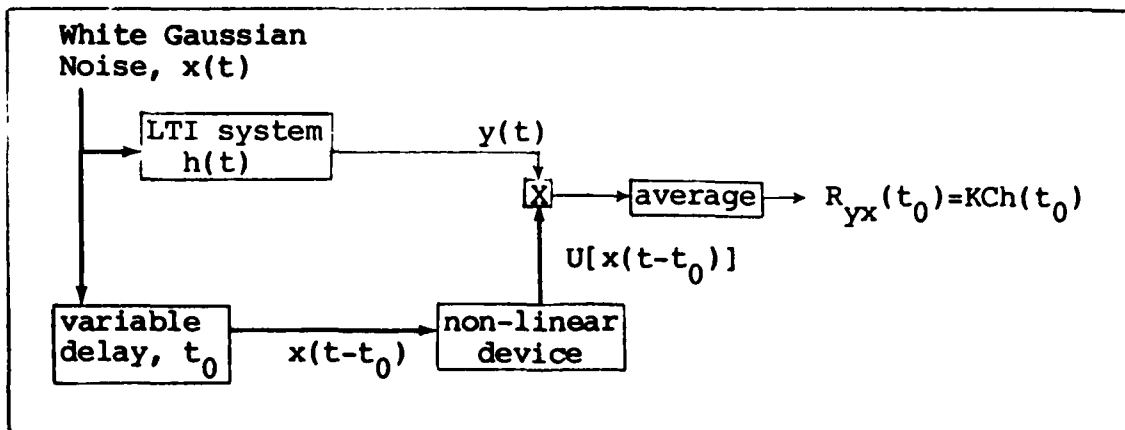 White Gaussian
Noise, x(t)
LTI system
h(t)
y(t)
X
average
R_yx(t_0)=KCh(t_0)
U[x(t-t_0)]
variable
delay, t_0
x(t-t_0)
non-linear
device